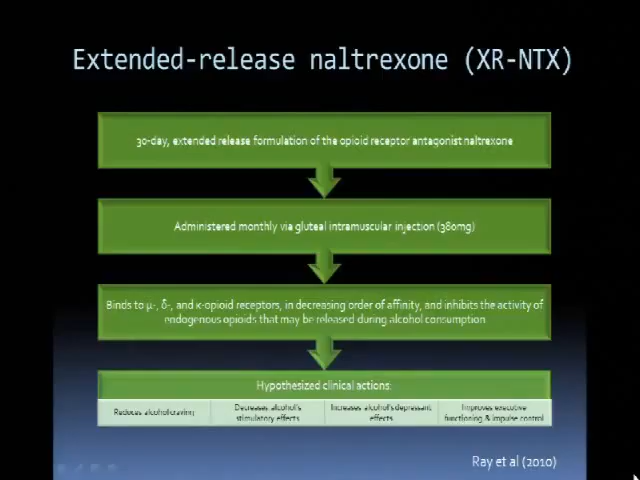 Extended-release naltrexone (XR-NTX)
30-day, extended release formulation of the opioid receptor antagonist naltrexone
Administered monthly via gluteal intramuscular injection (380mg)
Binds to μ-, δ-, and κ-opioid receptors, in decreasing order of affinity, and inhibits the activity of
endogenous opioids that may be released during alcohol consumption
Hypothesized clinical actions:
Reduces alcohol craving
Decreases alcohol's
stimulatory effects
Increases alcohol's depressant
effects
Improves executive
functioning & impulse control
Ray et al (2010)